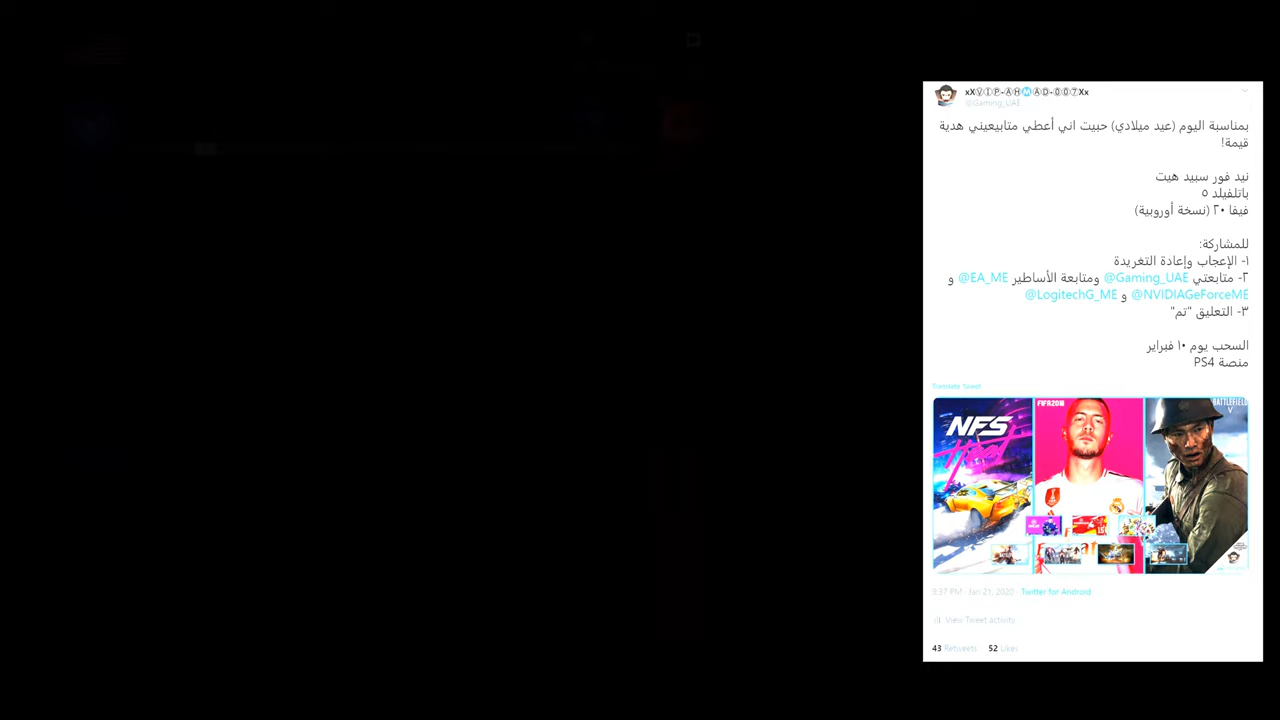 xXⓋⒾⓅ-ⒶⒽⓂⒶⒹ-⓪⓪⑦Xx
@Gaming_UAE
بمناسبة اليوم (عيد ميلادي) حبيت اني أعطي متابيعيني هدية
قيمة!
نيد فور سبيد هيت
باتلفيلد ٥
فيفا ٢٠ (نسخة أوروبية)
للمشاركة:
١- الإعجاب وإعادة التغريدة
٢- متابعتي @Gaming_UAE ومتابعة الأساطير @EA_ME و
@NVIDIAGeForceME و @LogitechG_ME
٣- التعليق "تم"
السحب يوم ١٠ فبراير
منصة PS4
Translate Tweet
NFS
Heat
FIFA20
BATTLEFIELD
V
9:37 PM · Jan 21, 2020 · Twitter for Android
View Tweet activity
43 Retweets 52 Likes